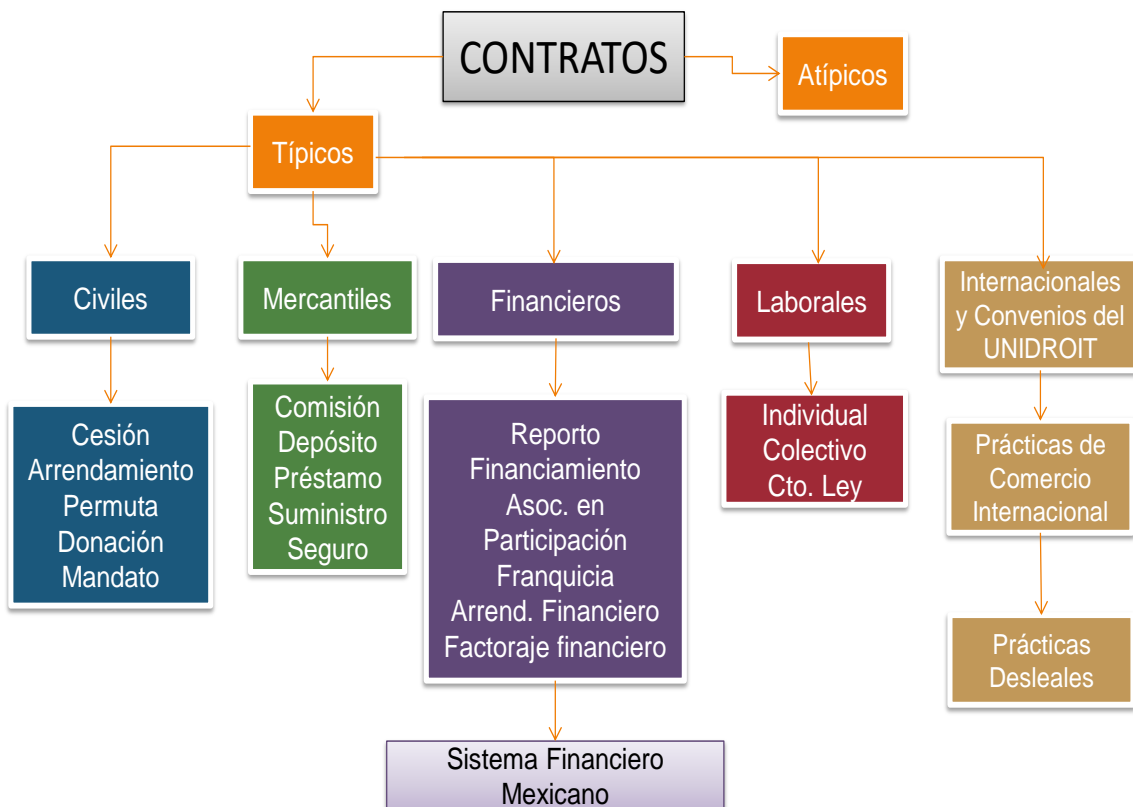 CONTRATOS
Atípicos
Típicos
Civiles
Mercantiles
Financieros
Laborales
Internacionales
y Convenios del
UNIDROIT
Cesión
Arrendamiento
Permuta
Donación
Mandato
Comisión
Depósito
Préstamo
Suministro
Seguro
Reporto
Financiamiento
Asoc. en
Participación
Franquicia
Arrend. Financiero
Factoraje financiero
Individual
Colectivo
Cto. Ley
Prácticas de
Comercio
Internacional
Prácticas
Desleales
Sistema Financiero
Mexicano